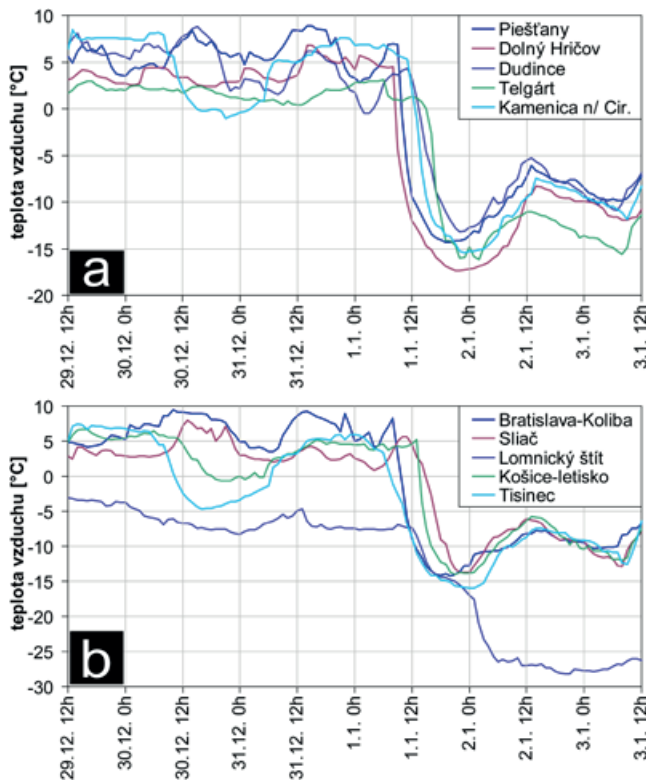 10
5
0
-5
-10
-15
-20
teplota vzduchu [°C]
Piešťany
Dolný Hričov
Dudince
Telgárt
Kamenica n/ Cir.
a
29.12. 12h
30.12. 0h
30.12. 12h
31.12. 0h
31.12. 12h
1.1. 0h
1.1. 12h
2.1. 0h
2.1. 12h
3.1. 0h
3.1. 12h
10
5
0
-5
-10
-15
-20
-25
-30
teplota vzduchu [°C]
Bratislava-Koliba
Sliač
Lomnický štít
Košice-letisko
Tisinec
b
29.12. 12h
30.12. 0h
30.12. 12h
31.12. 0h
31.12. 12h
1.1. 0h
1.1. 12h
2.1. 0h
2.1. 12h
3.1. 0h
3.1. 12h